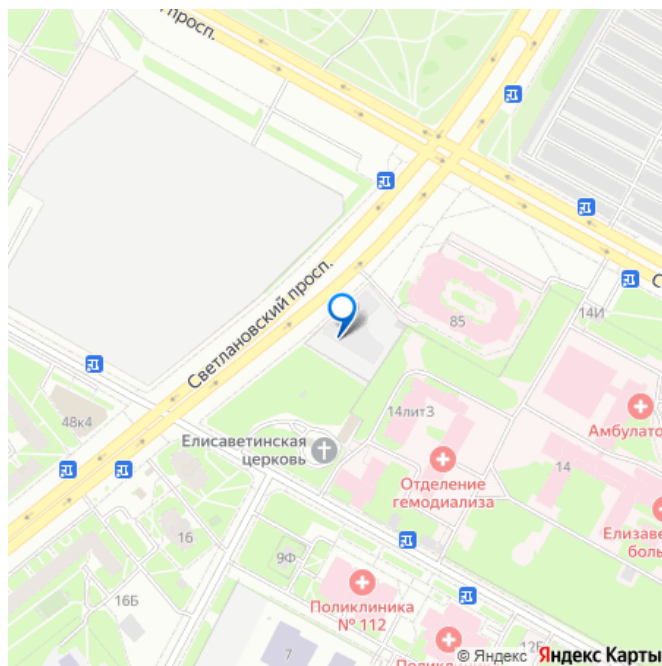 просп.
Светлановский просп.
85
14И
48к4
Елисаветинская
церковь
14лит3
Амбулато
14
Отделение
гемодиализа
Елизаве
боль
16
9Ф
16Б
Поликлиника
№ 112
7
© Яндекс Яндекс Карты